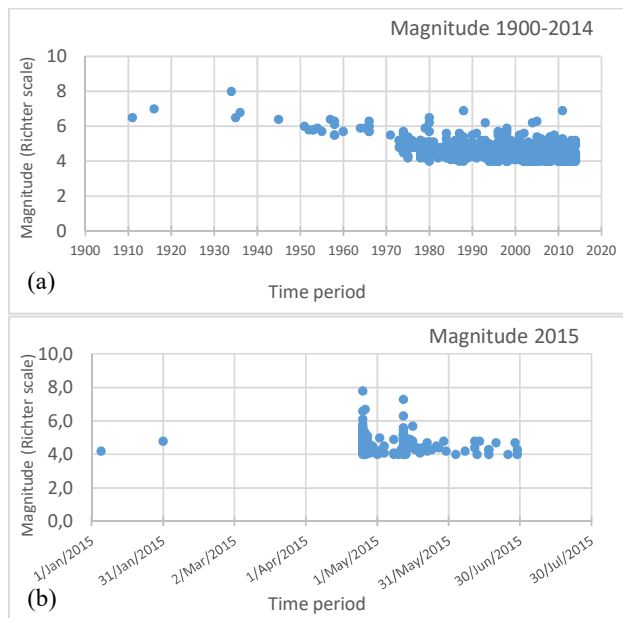 Magnitude 1900-2014
Magnitude (Richter scale)
10
8
6
4
2
0
1900 1910 1920 1930 1940 1950 1960 1970 1980 1990 2000 2010 2020
(a)
Time period
Magnitude 2015
Magnitude (Richter scale)
10,0
8,0
6,0
4,0
2,0
0,0
1/Jan/2015 31/Jan/2015 2/Mar/2015 1/Apr/2015 1/May/2015 31/May/2015 30/Jun/2015 30/Jul/2015
(b)
Time period